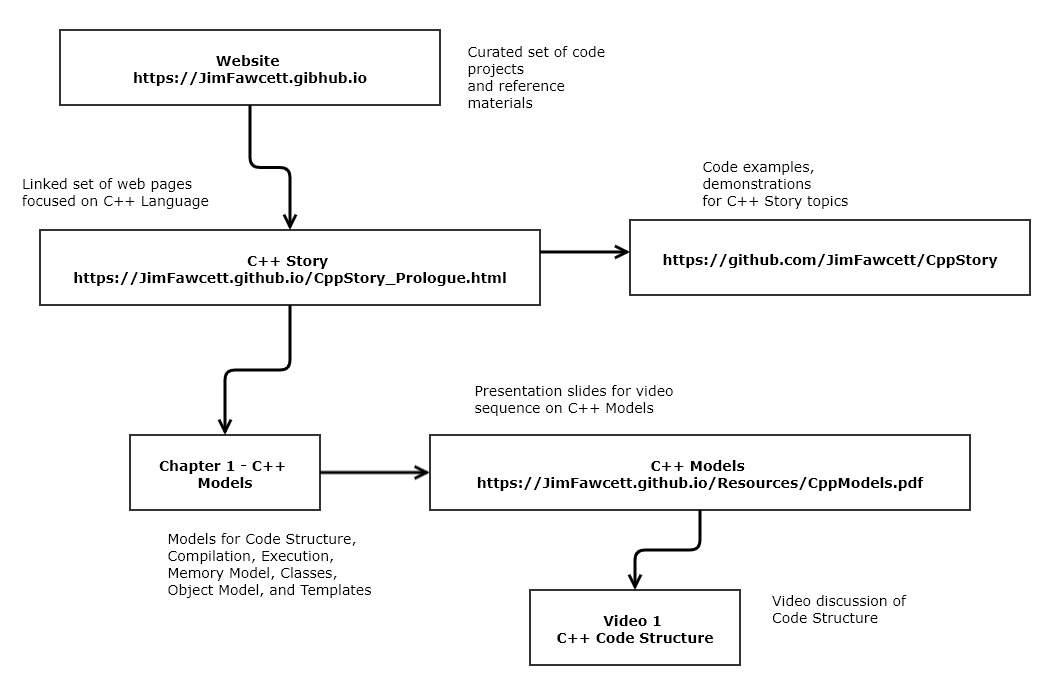 Website
https://JimFawcett.gibhub.io
Curated set of code
projects
and reference
materials
Linked set of web pages
focused on C++ Language
Code examples,
demonstrations
for C++ Story topics
C++ Story
https://JimFawcett.github.io/CppStory_Prologue.html
https://github.com/JimFawcett/CppStory
Presentation slides for video
sequence on C++ Models
Chapter 1 - C++
Models
C++ Models
https://JimFawcett.github.io/Resources/CppModels.pdf
Models for Code Structure,
Compilation, Execution,
Memory Model, Classes,
Object Model, and Templates
Video 1
C++ Code Structure
Video discussion of
Code Structure